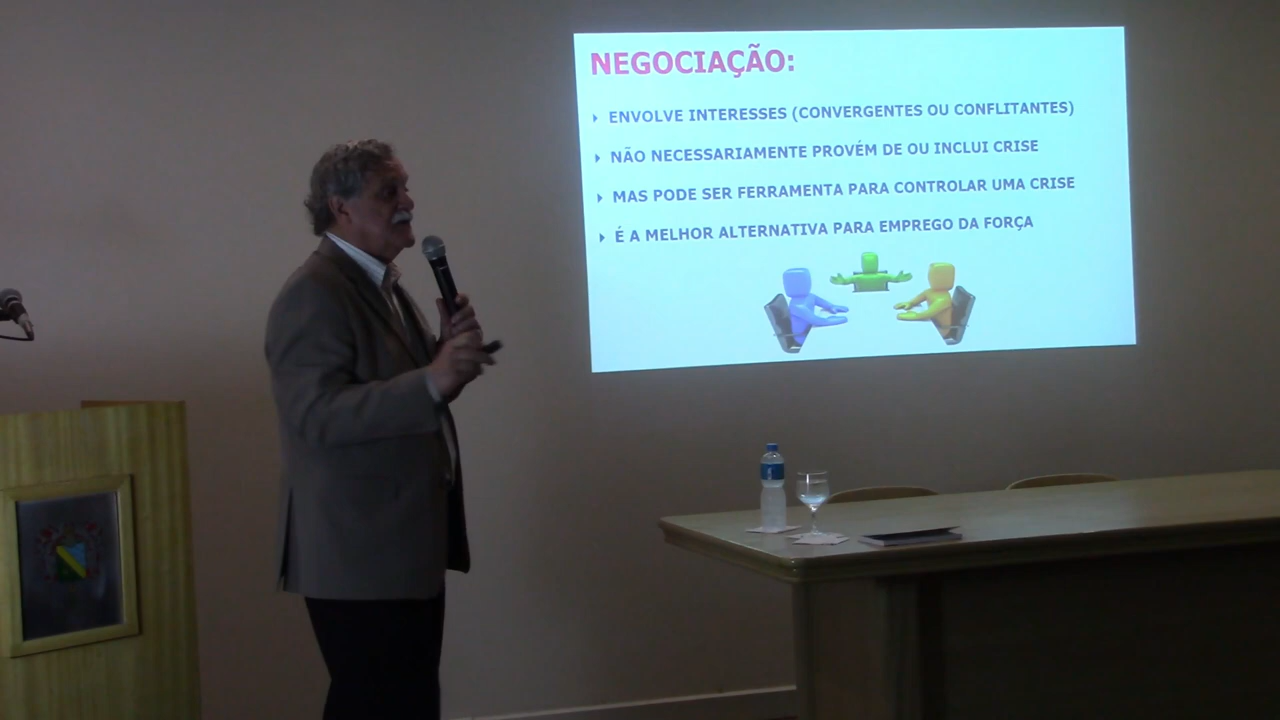 NEGOCIAÇÃO:
ENVOLVE INTERESSES (CONVERGENTES OU CONFLITANTES)
NÃO NECESSARIAMENTE PROVÉM DE OU INCLUI CRISE
MAS PODE SER FERRAMENTA PARA CONTROLAR UMA CRISE
É A MELHOR ALTERNATIVA PARA EMPREGO DA FORÇA